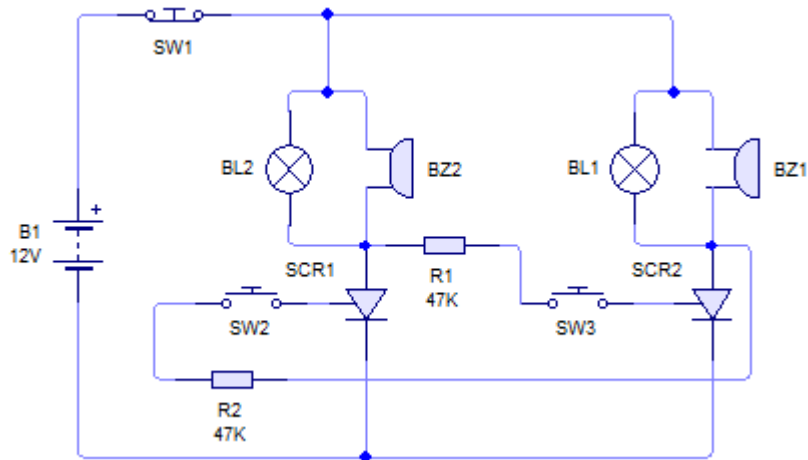 SW1
BL2
BZ2
BL1
BZ1
+
B1
12V
SCR1
R1
47K
SCR2
SW2
SW3
R2
47K